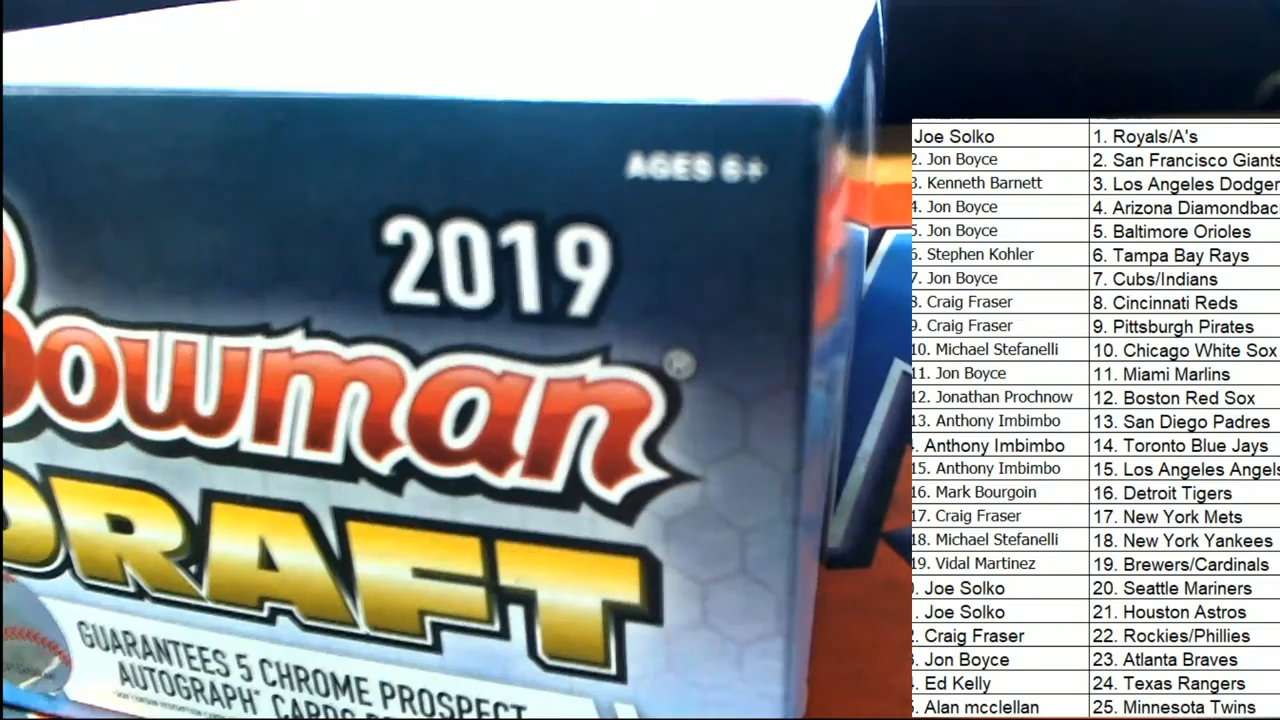 AGES 6+
2019
Bowman®
DRAFT
GUARANTEES 5 CHROME PROSPECT
AUTOGRAPH CARDS
Joe Solko 1. Royals/A's
2. Jon Boyce 2. San Francisco Giants
3. Kenneth Barnett 3. Los Angeles Dodger
4. Jon Boyce 4. Arizona Diamondbac
5. Jon Boyce 5. Baltimore Orioles
6. Stephen Kohler 6. Tampa Bay Rays
7. Jon Boyce 7. Cubs/Indians
8. Craig Fraser 8. Cincinnati Reds
9. Craig Fraser 9. Pittsburgh Pirates
10. Michael Stefanelli 10. Chicago White Sox
11. Jon Boyce 11. Miami Marlins
12. Jonathan Prochnow 12. Boston Red Sox
13. Anthony Imbimbo 13. San Diego Padres
. Anthony Imbimbo 14. Toronto Blue Jays
15. Anthony Imbimbo 15. Los Angeles Angels
16. Mark Bourgoin 16. Detroit Tigers
17. Craig Fraser 17. New York Mets
18. Michael Stefanelli 18. New York Yankees
19. Vidal Martinez 19. Brewers/Cardinals
. Joe Solko 20. Seattle Mariners
. Joe Solko 21. Houston Astros
. Craig Fraser 22. Rockies/Phillies
. Jon Boyce 23. Atlanta Braves
. Ed Kelly 24. Texas Rangers
. Alan mcclellan 25. Minnesota Twins